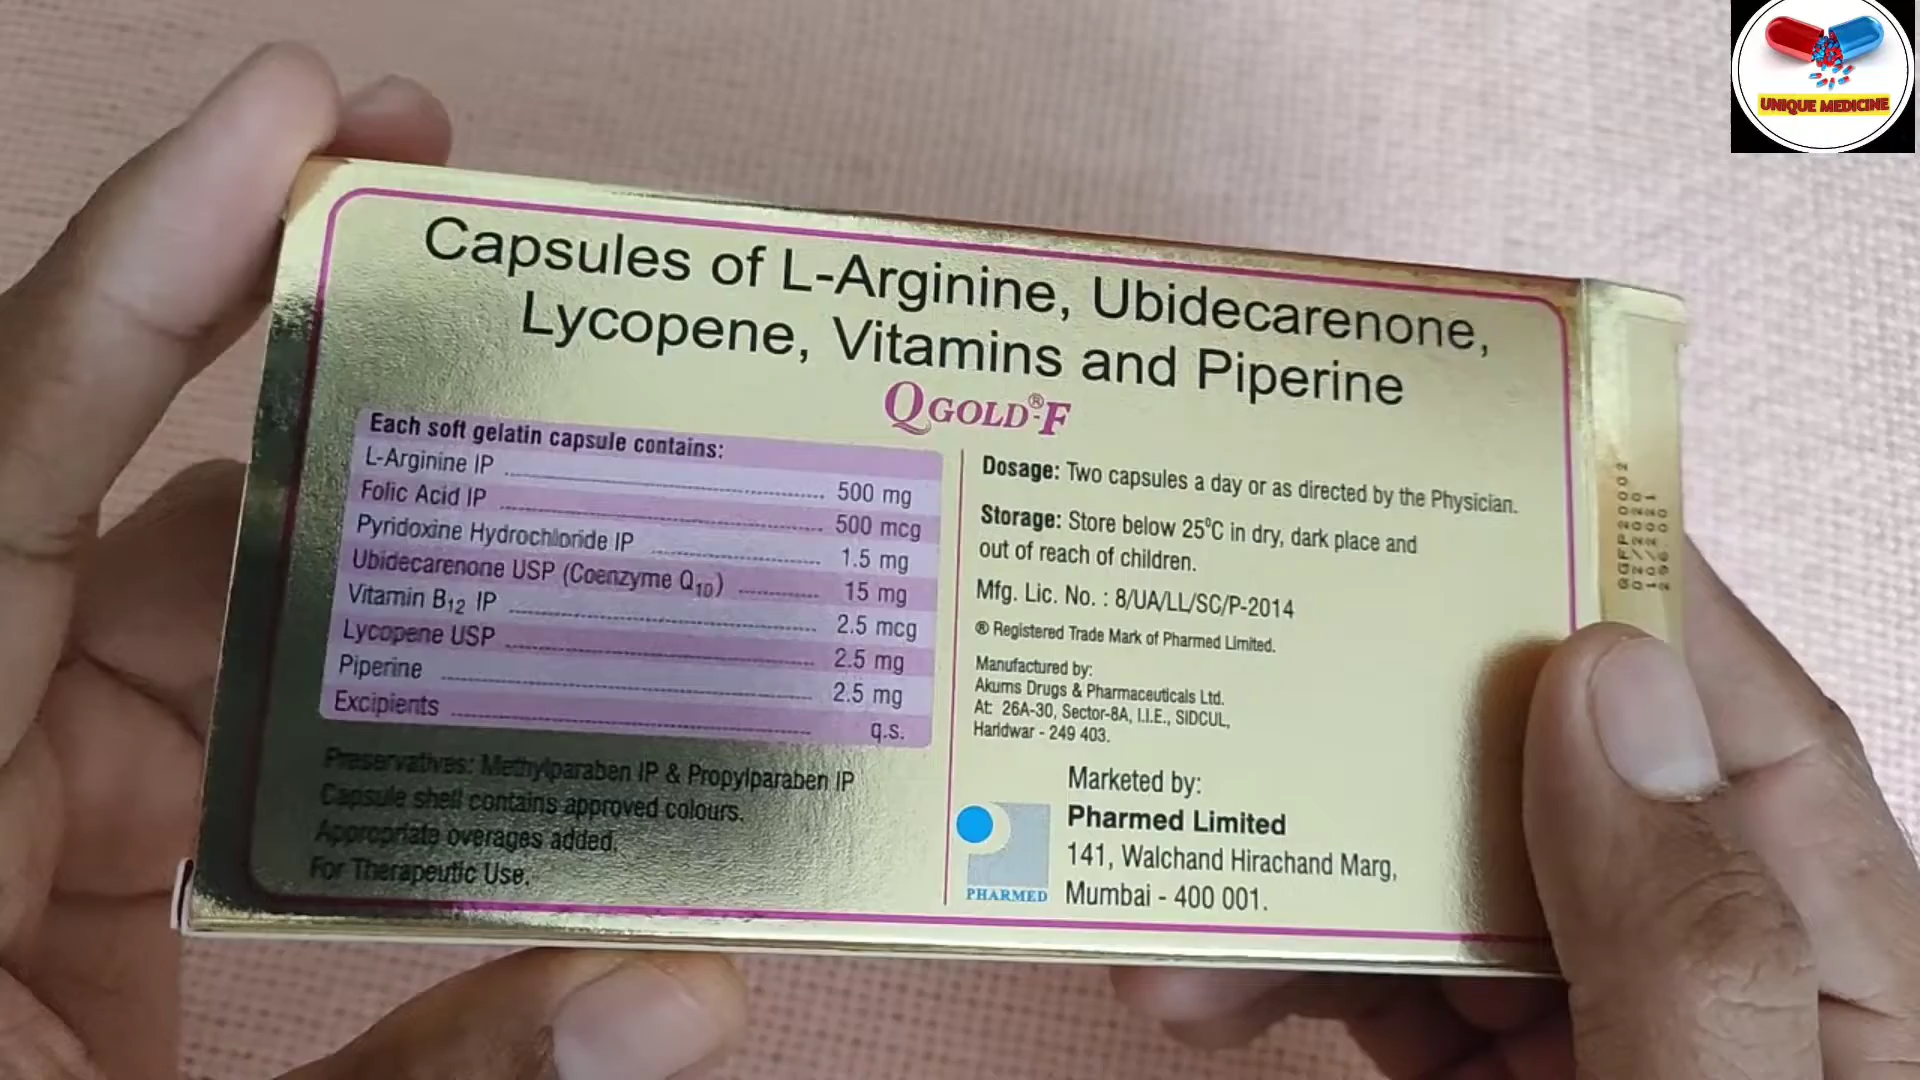 UNIQUE MEDICINE
Capsules of L-Arginine, Ubidecarenone,
Lycopene, Vitamins and Piperine
QGOLD®-F
Each soft gelatin capsule contains:
L-Arginine IP ........ 500 mg
Folic Acid IP ........ 500 mcg
Pyridoxine Hydrochloride IP ........ 1.5 mg
Ubidecarenone USP (Coenzyme Q10) ........ 15 mg
Vitamin B12 IP ........ 2.5 mcg
Lycopene USP ........ 2.5 mg
Piperine ........ 2.5 mg
Excipients ........ q.s.
Preservatives: Methylparaben IP & Propylparaben IP
Capsule shell contains approved colours.
Appropriate overages added.
For Therapeutic Use.
Dosage: Two capsules a day or as directed by the Physician.
Storage: Store below 25⁰C in dry, dark place and
out of reach of children.
Mfg. Lic. No. : 8/UA/LL/SC/P-2014
® Registered Trade Mark of Pharmed Limited.
Manufactured by:
Akums Drugs & Pharmaceuticals Ltd.
At: 26A-30, Sector-8A, I.I.E., SIDCUL,
Haridwar - 249 403.
Marketed by:
Pharmed Limited
141, Walchand Hirachand Marg,
Mumbai - 400 001.
PHARMED